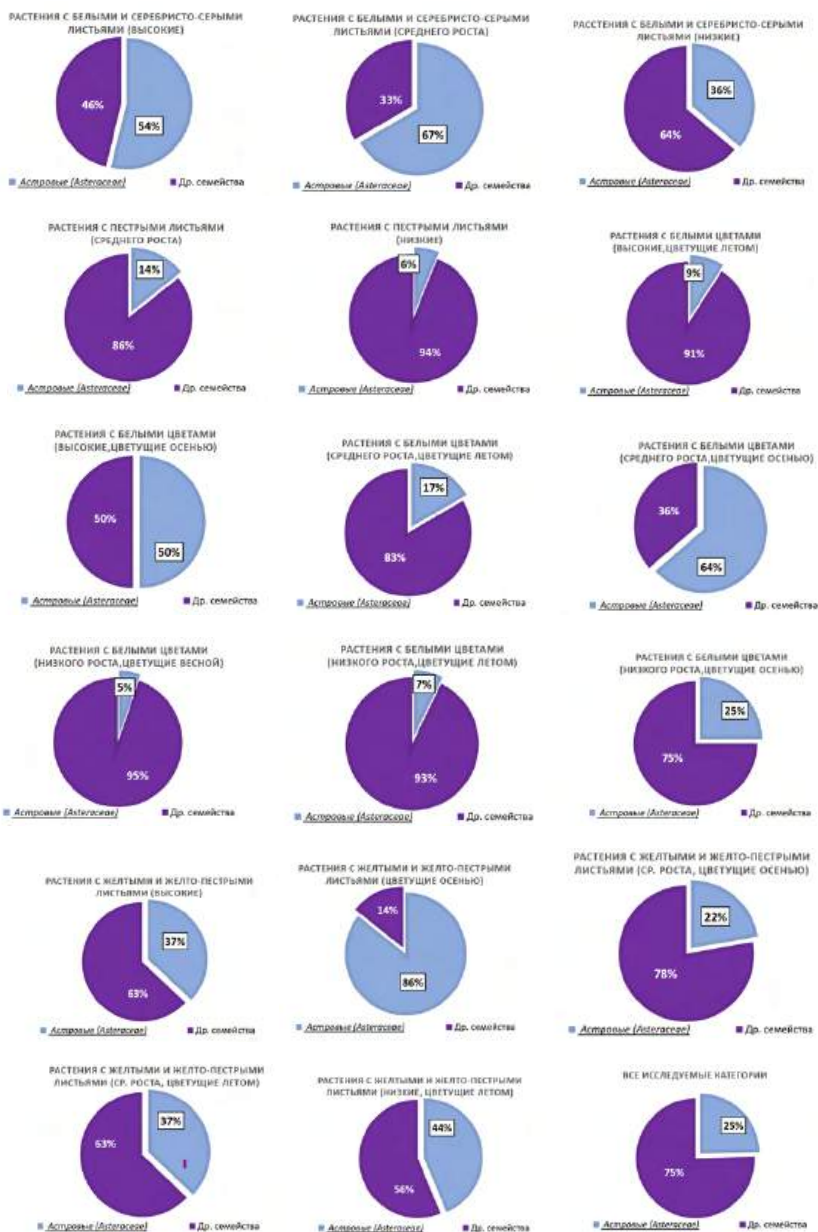 РАСТЕНИЯ С БЕЛЫМИ И СЕРЕБРИСТО-СЕРЫМИ
ЛИСТЬЯМИ (ВЫСОКИЕ)
46%
54%
Астровые (Asteraceae) Др. семейства
РАСТЕНИЯ С БЕЛЫМИ И СЕРЕБРИСТО-СЕРЫМИ
ЛИСТЬЯМИ (СРЕДНЕГО РОСТА)
33%
67%
Астровые (Asteraceae) Др. семейства
РАССТЕНИЯ С БЕЛЫМИ И СЕРЕБРИСТО-СЕРЫМИ
ЛИСТЬЯМИ (НИЗКИЕ)
36%
64%
Астровые (Asteraceae) Др. семейства
РАСТЕНИЯ С ПЕСТРЫМИ ЛИСТЬЯМИ
(СРЕДНЕГО РОСТА)
14%
86%
Астровые (Asteraceae) Др. семейства
РАСТЕНИЯ С ПЕСТРЫМИ ЛИСТЬЯМИ
(НИЗКИЕ)
6%
94%
Астровые (Asteraceae) Др. семейства
РАСТЕНИЯ С БЕЛЫМИ ЦВЕТАМИ
(ВЫСОКИЕ,ЦВЕТУЩИЕ ЛЕТОМ)
9%
91%
Астровые (Asteraceae) Др. семейства
РАСТЕНИЯ С БЕЛЫМИ ЦВЕТАМИ
(ВЫСОКИЕ,ЦВЕТУЩИЕ ОСЕНЬЮ)
50%
50%
Астровые (Asteraceae) Др. семейства
РАСТЕНИЯ С БЕЛЫМИ ЦВЕТАМИ
(СРЕДНЕГО РОСТА,ЦВЕТУЩИЕ ЛЕТОМ)
17%
83%
Астровые (Asteraceae) Др. семейства
РАСТЕНИЯ С БЕЛЫМИ ЦВЕТАМИ
(СРЕДНЕГО РОСТА,ЦВЕТУЩИЕ ОСЕНЬЮ)
36%
64%
Астровые (Asteraceae) Др. семейства
РАСТЕНИЯ С БЕЛЫМИ ЦВЕТАМИ
(НИЗКОГО РОСТА,ЦВЕТУЩИЕ ВЕСНОЙ)
5%
95%
Астровые (Asteraceae) Др. семейства
РАСТЕНИЯ С БЕЛЫМИ ЦВЕТАМИ
(НИЗКОГО РОСТА,ЦВЕТУЩИЕ ЛЕТОМ)
7%
93%
Астровые (Asteraceae) Др. семейства
РАСТЕНИЯ С БЕЛЫМИ ЦВЕТАМИ
(НИЗКОГО РОСТА,ЦВЕТУЩИЕ ОСЕНЬЮ)
25%
75%
Астровые (Asteraceae) Др. семейства
РАСТЕНИЯ С ЖЕЛТЫМИ И ЖЕЛТО-ПЕСТРЫМИ
ЛИСТЬЯМИ (ВЫСОКИЕ)
37%
63%
Астровые (Asteraceae) Др. семейства
РАСТЕНИЯ С ЖЕЛТЫМИ И ЖЕЛТО-ПЕСТРЫМИ
ЛИСТЬЯМИ (ЦВЕТУЩИЕ ОСЕНЬЮ)
14%
86%
Астровые (Asteraceae) Др. семейства
РАСТЕНИЯ С ЖЕЛТЫМИ И ЖЕЛТО-ПЕСТРЫМИ
ЛИСТЬЯМИ (СР. РОСТА, ЦВЕТУЩИЕ ОСЕНЬЮ)
22%
78%
Астровые (Asteraceae) Др. семейства
РАСТЕНИЯ С ЖЕЛТЫМИ И ЖЕЛТО-ПЕСТРЫМИ
ЛИСТЬЯМИ (СР. РОСТА, ЦВЕТУЩИЕ ЛЕТОМ)
63%
37%
Астровые (Asteraceae) Др. семейства
РАСТЕНИЯ С ЖЕЛТЫМИ И ЖЕЛТО-ПЕСТРЫМИ
ЛИСТЬЯМИ (НИЗКИЕ, ЦВЕТУЩИЕ ЛЕТОМ)
44%
56%
Астровые (Asteraceae) Др. семейства
ВСЕ ИССЛЕДУЕМЫЕ КАТЕГОРИИ
25%
75%
Астровые (Asteraceae) Др. семейства